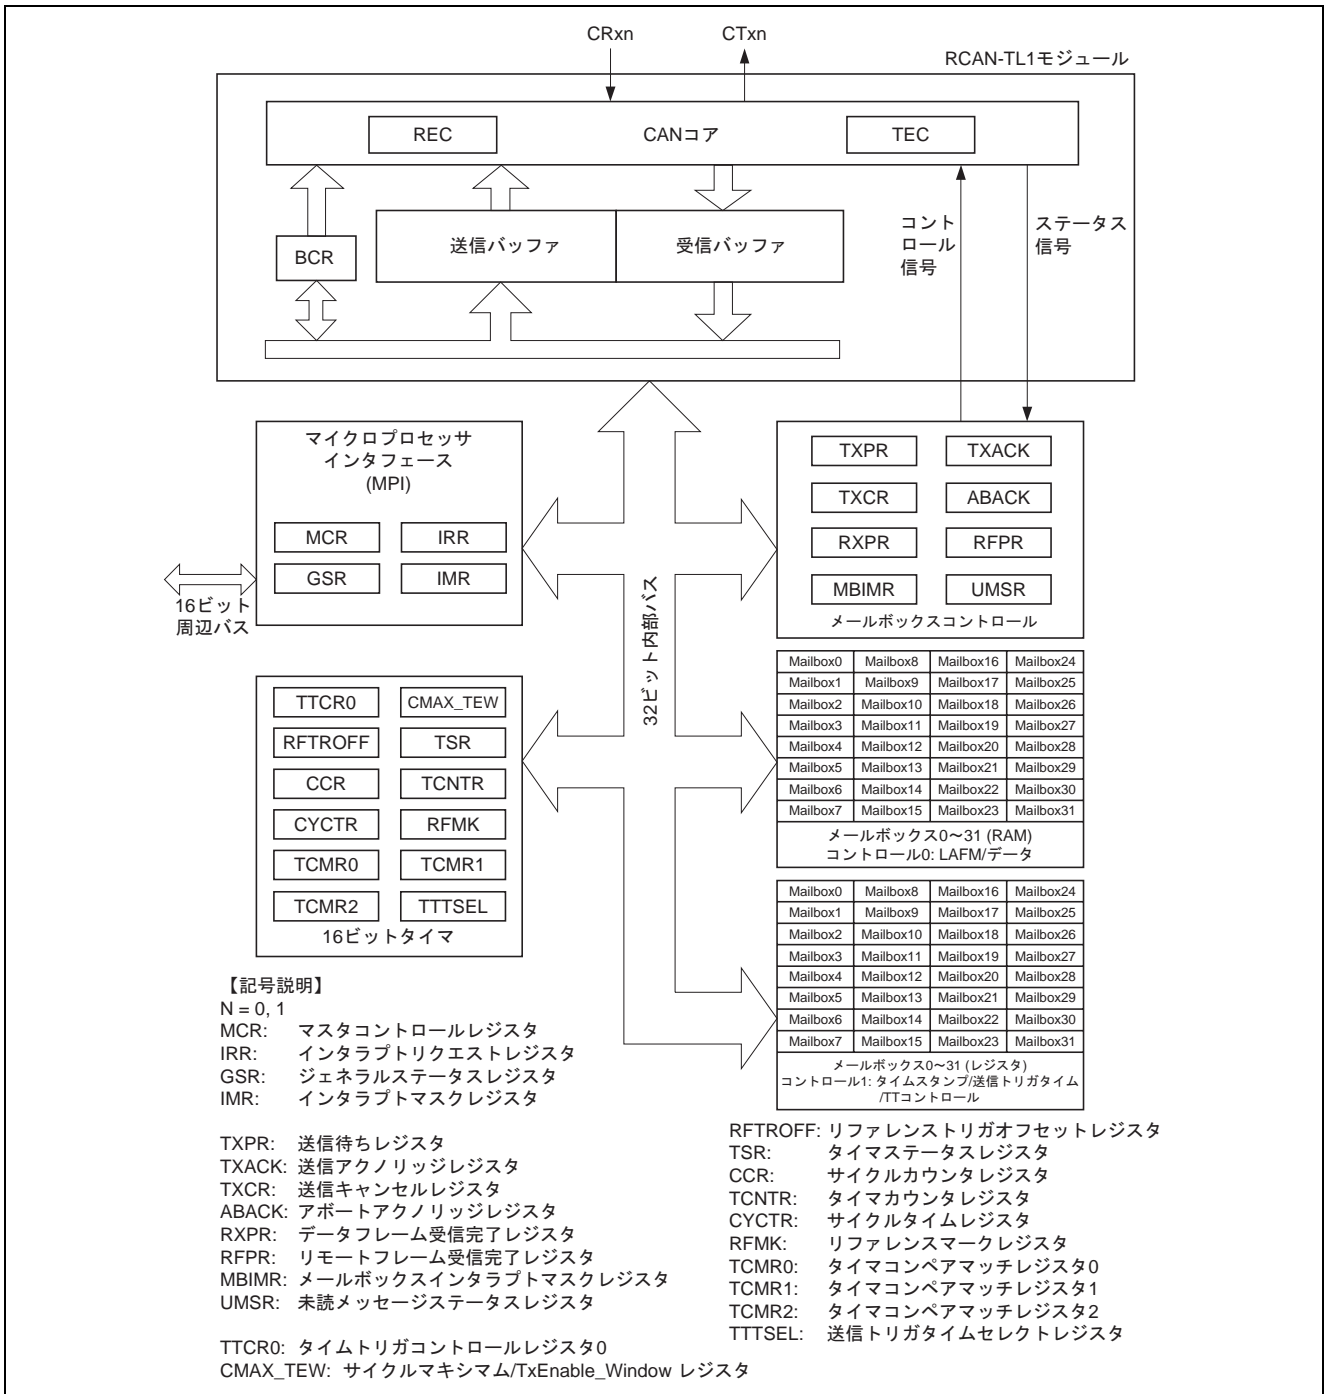 CRxn
CTxn
RCAN-TL1モジュール
REC
CANコア
TEC
BCR
送信バッファ
受信バッファ
コント
ロール
信号
ステータス
信号
マイクロプロセッサ
インタフェース
(MPI)
MCR
IRR
GSR
IMR
16ビット
周辺バス
32ビット内部バス
TXPR
TXACK
TXCR
ABACK
RXPR
RFPR
MBIMR
UMSR
メールボックスコントロール
TTCR0
CMAX_TEW
RFTROFF
TSR
CCR
TCNTR
CYCTR
RFMK
TCMR0
TCMR1
TCMR2
TTTSEL
16ビットタイマ
Mailbox0 Mailbox8 Mailbox16 Mailbox24
Mailbox1 Mailbox9 Mailbox17 Mailbox25
Mailbox2 Mailbox10 Mailbox18 Mailbox26
Mailbox3 Mailbox11 Mailbox19 Mailbox27
Mailbox4 Mailbox12 Mailbox20 Mailbox28
Mailbox5 Mailbox13 Mailbox21 Mailbox29
Mailbox6 Mailbox14 Mailbox22 Mailbox30
Mailbox7 Mailbox15 Mailbox23 Mailbox31
メールボックス0～31 (RAM)
コントロール0: LAFM/データ
Mailbox0 Mailbox8 Mailbox16 Mailbox24
Mailbox1 Mailbox9 Mailbox17 Mailbox25
Mailbox2 Mailbox10 Mailbox18 Mailbox26
Mailbox3 Mailbox11 Mailbox19 Mailbox27
Mailbox4 Mailbox12 Mailbox20 Mailbox28
Mailbox5 Mailbox13 Mailbox21 Mailbox29
Mailbox6 Mailbox14 Mailbox22 Mailbox30
Mailbox7 Mailbox15 Mailbox23 Mailbox31
メールボックス0～31 (レジスタ)
コントロール1: タイムスタンプ/送信トリガタイム
/TTコントロール
【記号説明】
N = 0, 1
MCR: マスタコントロールレジスタ
IRR: インタラプトリクエストレジスタ
GSR: ジェネラルステータスレジスタ
IMR: インタラプトマスクレジスタ
TXPR: 送信待ちレジスタ
TXACK: 送信アクノリッジレジスタ
TXCR: 送信キャンセルレジスタ
ABACK: アボートアクノリッジレジスタ
RXPR: データフレーム受信完了レジスタ
RFPR: リモートフレーム受信完了レジスタ
MBIMR: メールボックスインタラプトマスクレジスタ
UMSR: 未読メッセージステータスレジスタ
TTCR0: タイムトリガコントロールレジスタ0
CMAX_TEW: サイクルマキシマム/TxEnable_Window レジスタ
RFTROFF: リファレンストリガオフセットレジスタ
TSR: タイマステータスレジスタ
CCR: サイクルカウンタレジスタ
TCNTR: タイマカウンタレジスタ
CYCTR: サイクルタイムレジスタ
RFMK: リファレンスマークレジスタ
TCMR0: タイマコンペアマッチレジスタ0
TCMR1: タイマコンペアマッチレジスタ1
TCMR2: タイマコンペアマッチレジスタ2
TTTSEL: 送信トリガタイムセレクトレジスタ